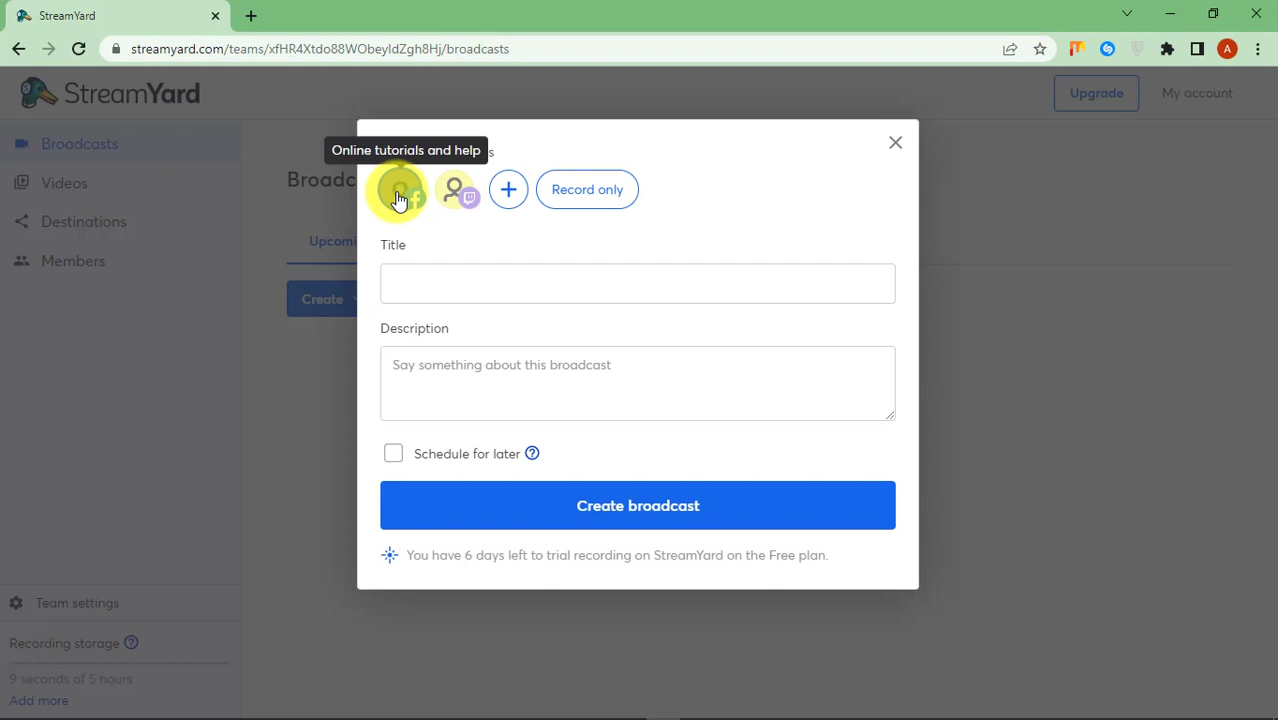 StreamYard
streamyard.com/teams/xfHR4Xtdo88WObeyIdZgh8Hj/broadcasts
A
StreamYard
Upgrade
My account
Broadcasts
Videos
Destinations
Members
Team settings
Recording storage
9 seconds of 5 hours
Add more
Broadc
Upcomi
Create
Online tutorials and help
s
Record only
Title
Description
Say something about this broadcast
Schedule for later
Create broadcast
You have 6 days left to trial recording on StreamYard on the Free plan.